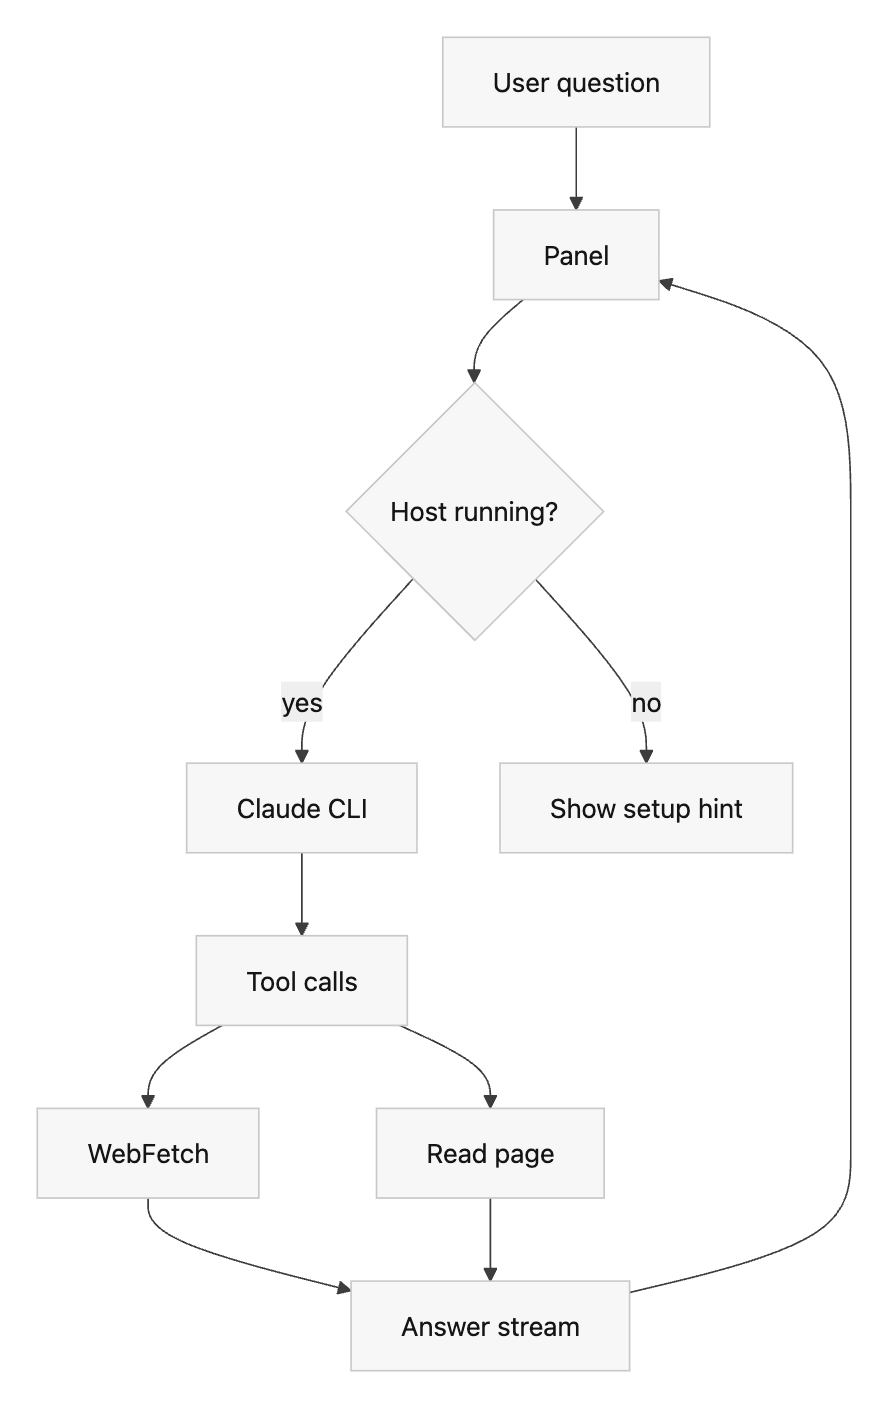 User question
Panel
Host running?
yes
no
Claude CLI
Show setup hint
Tool calls
WebFetch
Read page
Answer stream